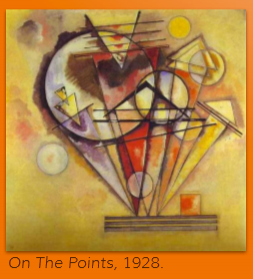 On The Points, 1928.